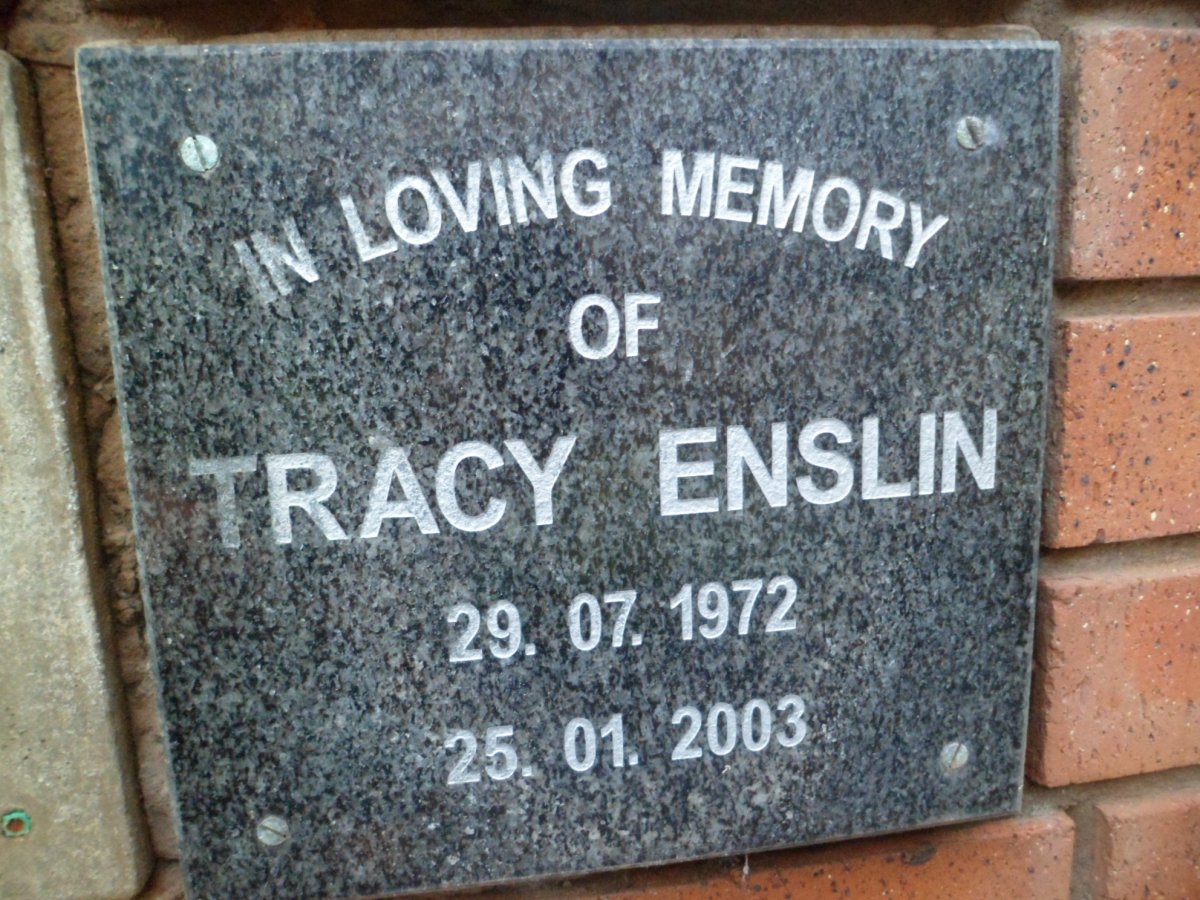 IN LOVING MEMORY
OF
TRACY ENSLIN
29. 07. 1972
25. 01. 2003